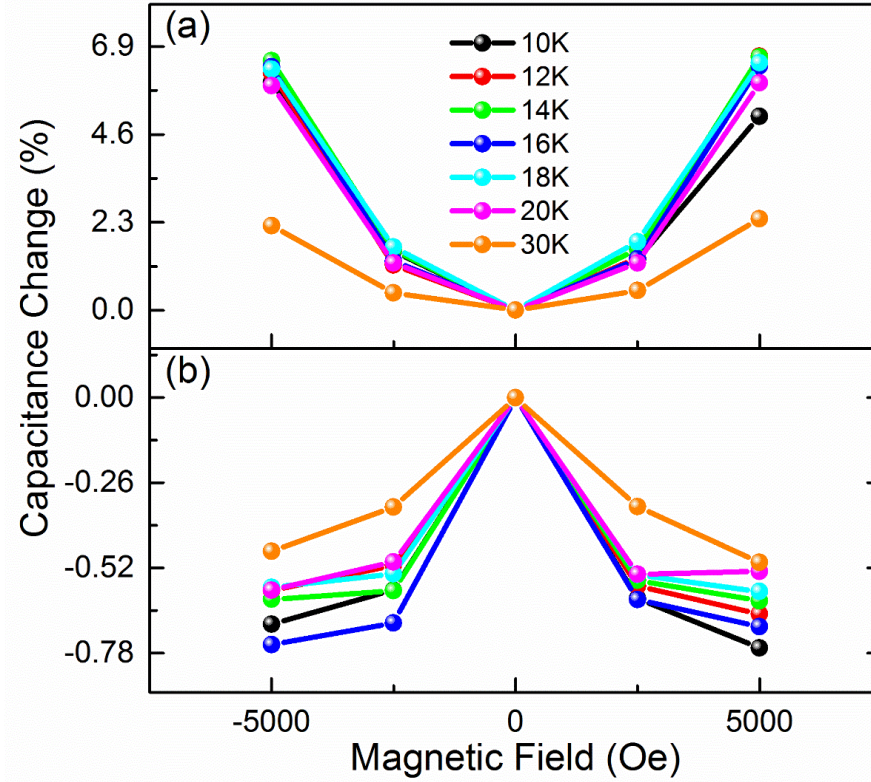 (a)
6.9
4.6
2.3
0.0
10K
12K
14K
16K
18K
20K
30K
Capacitance Change (%)
(b)
0.00
-0.26
-0.52
-0.78
-5000
0
5000
Magnetic Field (Oe)